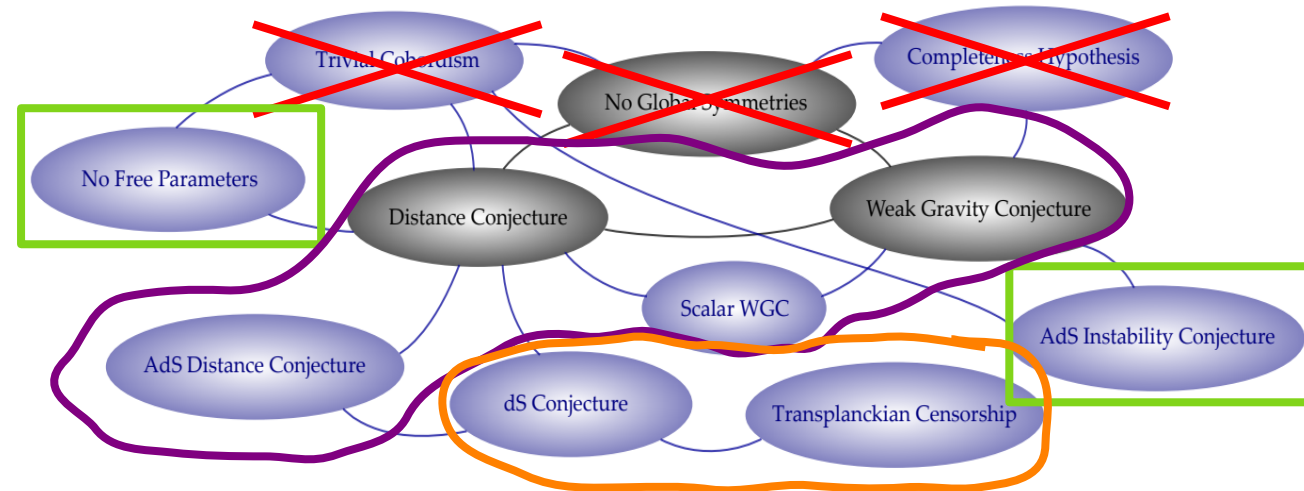 Trivial Cobordism
Completeness Hypothesis
No Global Symmetries
No Free Parameters
Distance Conjecture
Weak Gravity Conjecture
Scalar WGC
AdS Instability Conjecture
AdS Distance Conjecture
dS Conjecture
Transplanckian Censorship